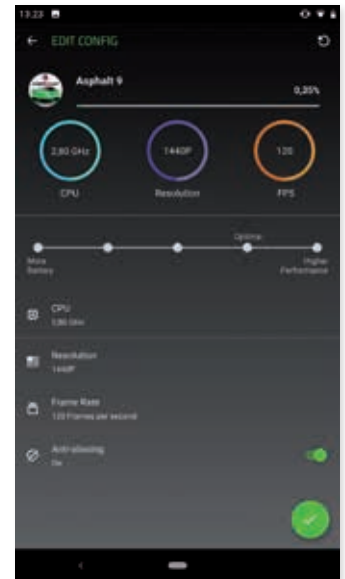 13:23
EDIT CONFIG
Asphalt 9
0,35%
2,80 GHz
1440P
120
CPU
Resolution
FPS
Optimal
More
Battery
Higher
Performance
CPU
2,80 GHz
Resolution
1440P
Frame Rate
120 Frames per second
Anti-aliasing
On